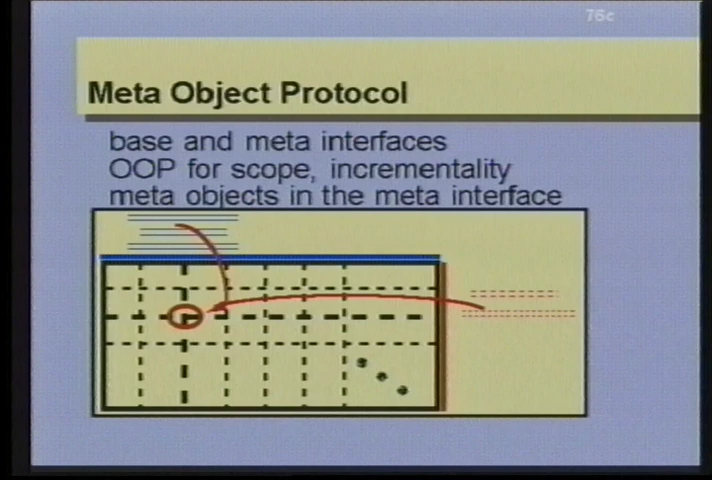 76c
Meta Object Protocol
base and meta interfaces
OOP for scope, incrementality
meta objects in the meta interface